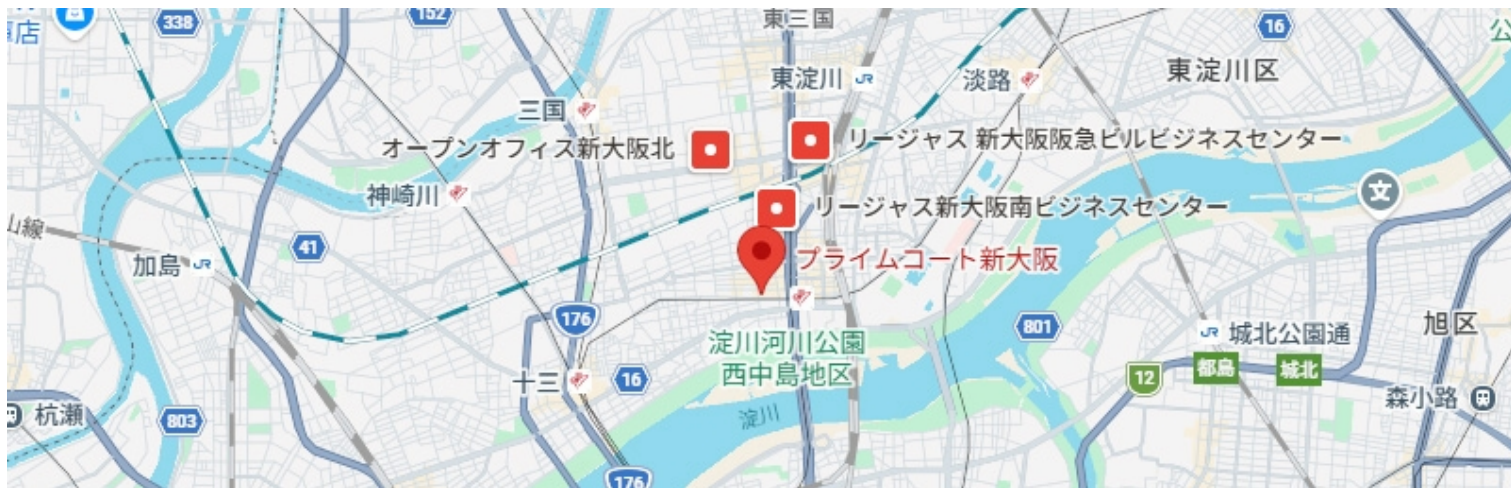 338
152
東三国
16
店
東淀川 JR
淡路
東淀川区
三国
オープンオフィス新大阪北
リージャス 新大阪阪急ビルビジネスセンター
神崎川
文
リージャス新大阪南ビジネスセンター
山線
41
加島 JR
プライムコート新大阪
176
淀川河川公園
西中島地区
801
JR 城北公園通
旭区
都島
城北
十三
16
12
森小路
杭瀬
803
淀川
176
公